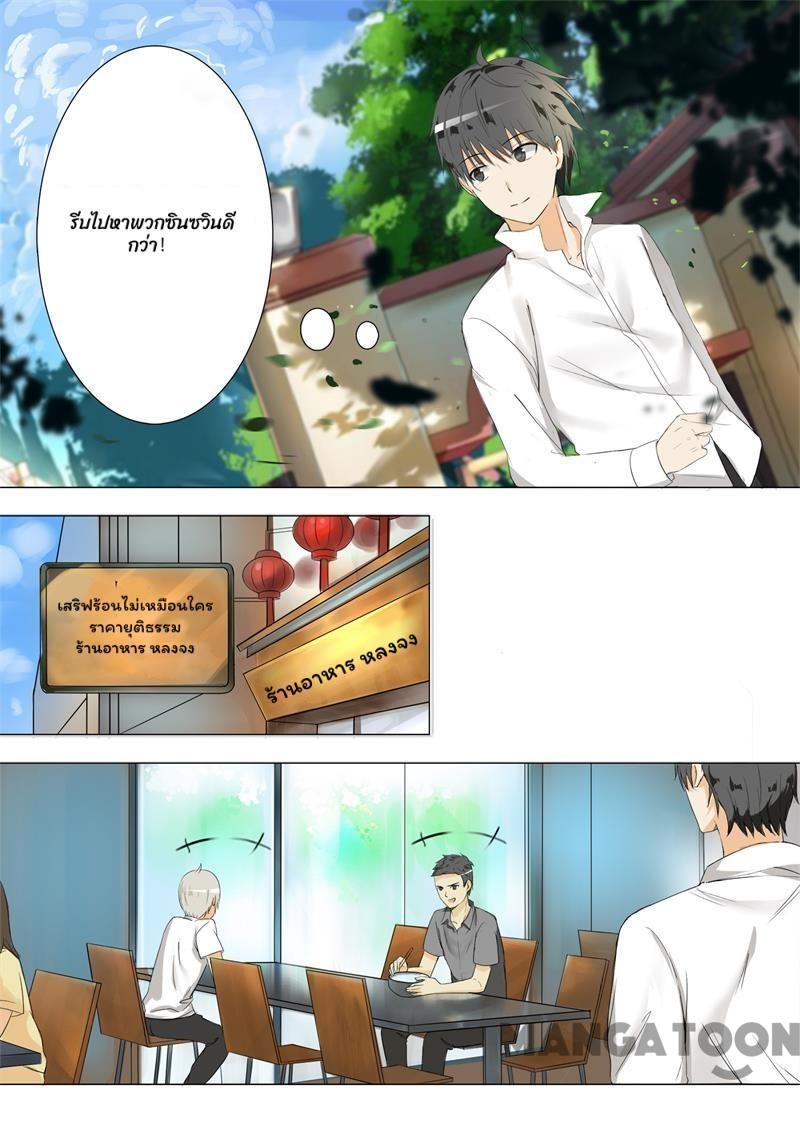 รีบไปหาพวกซินซวินดี
กว่า!
เสริฟร้อนไม่เหมือนใคร
ราคายุติธรรม
ร้านอาหาร หลงจง
ร้านอาหาร หลงจง
MANGATOON